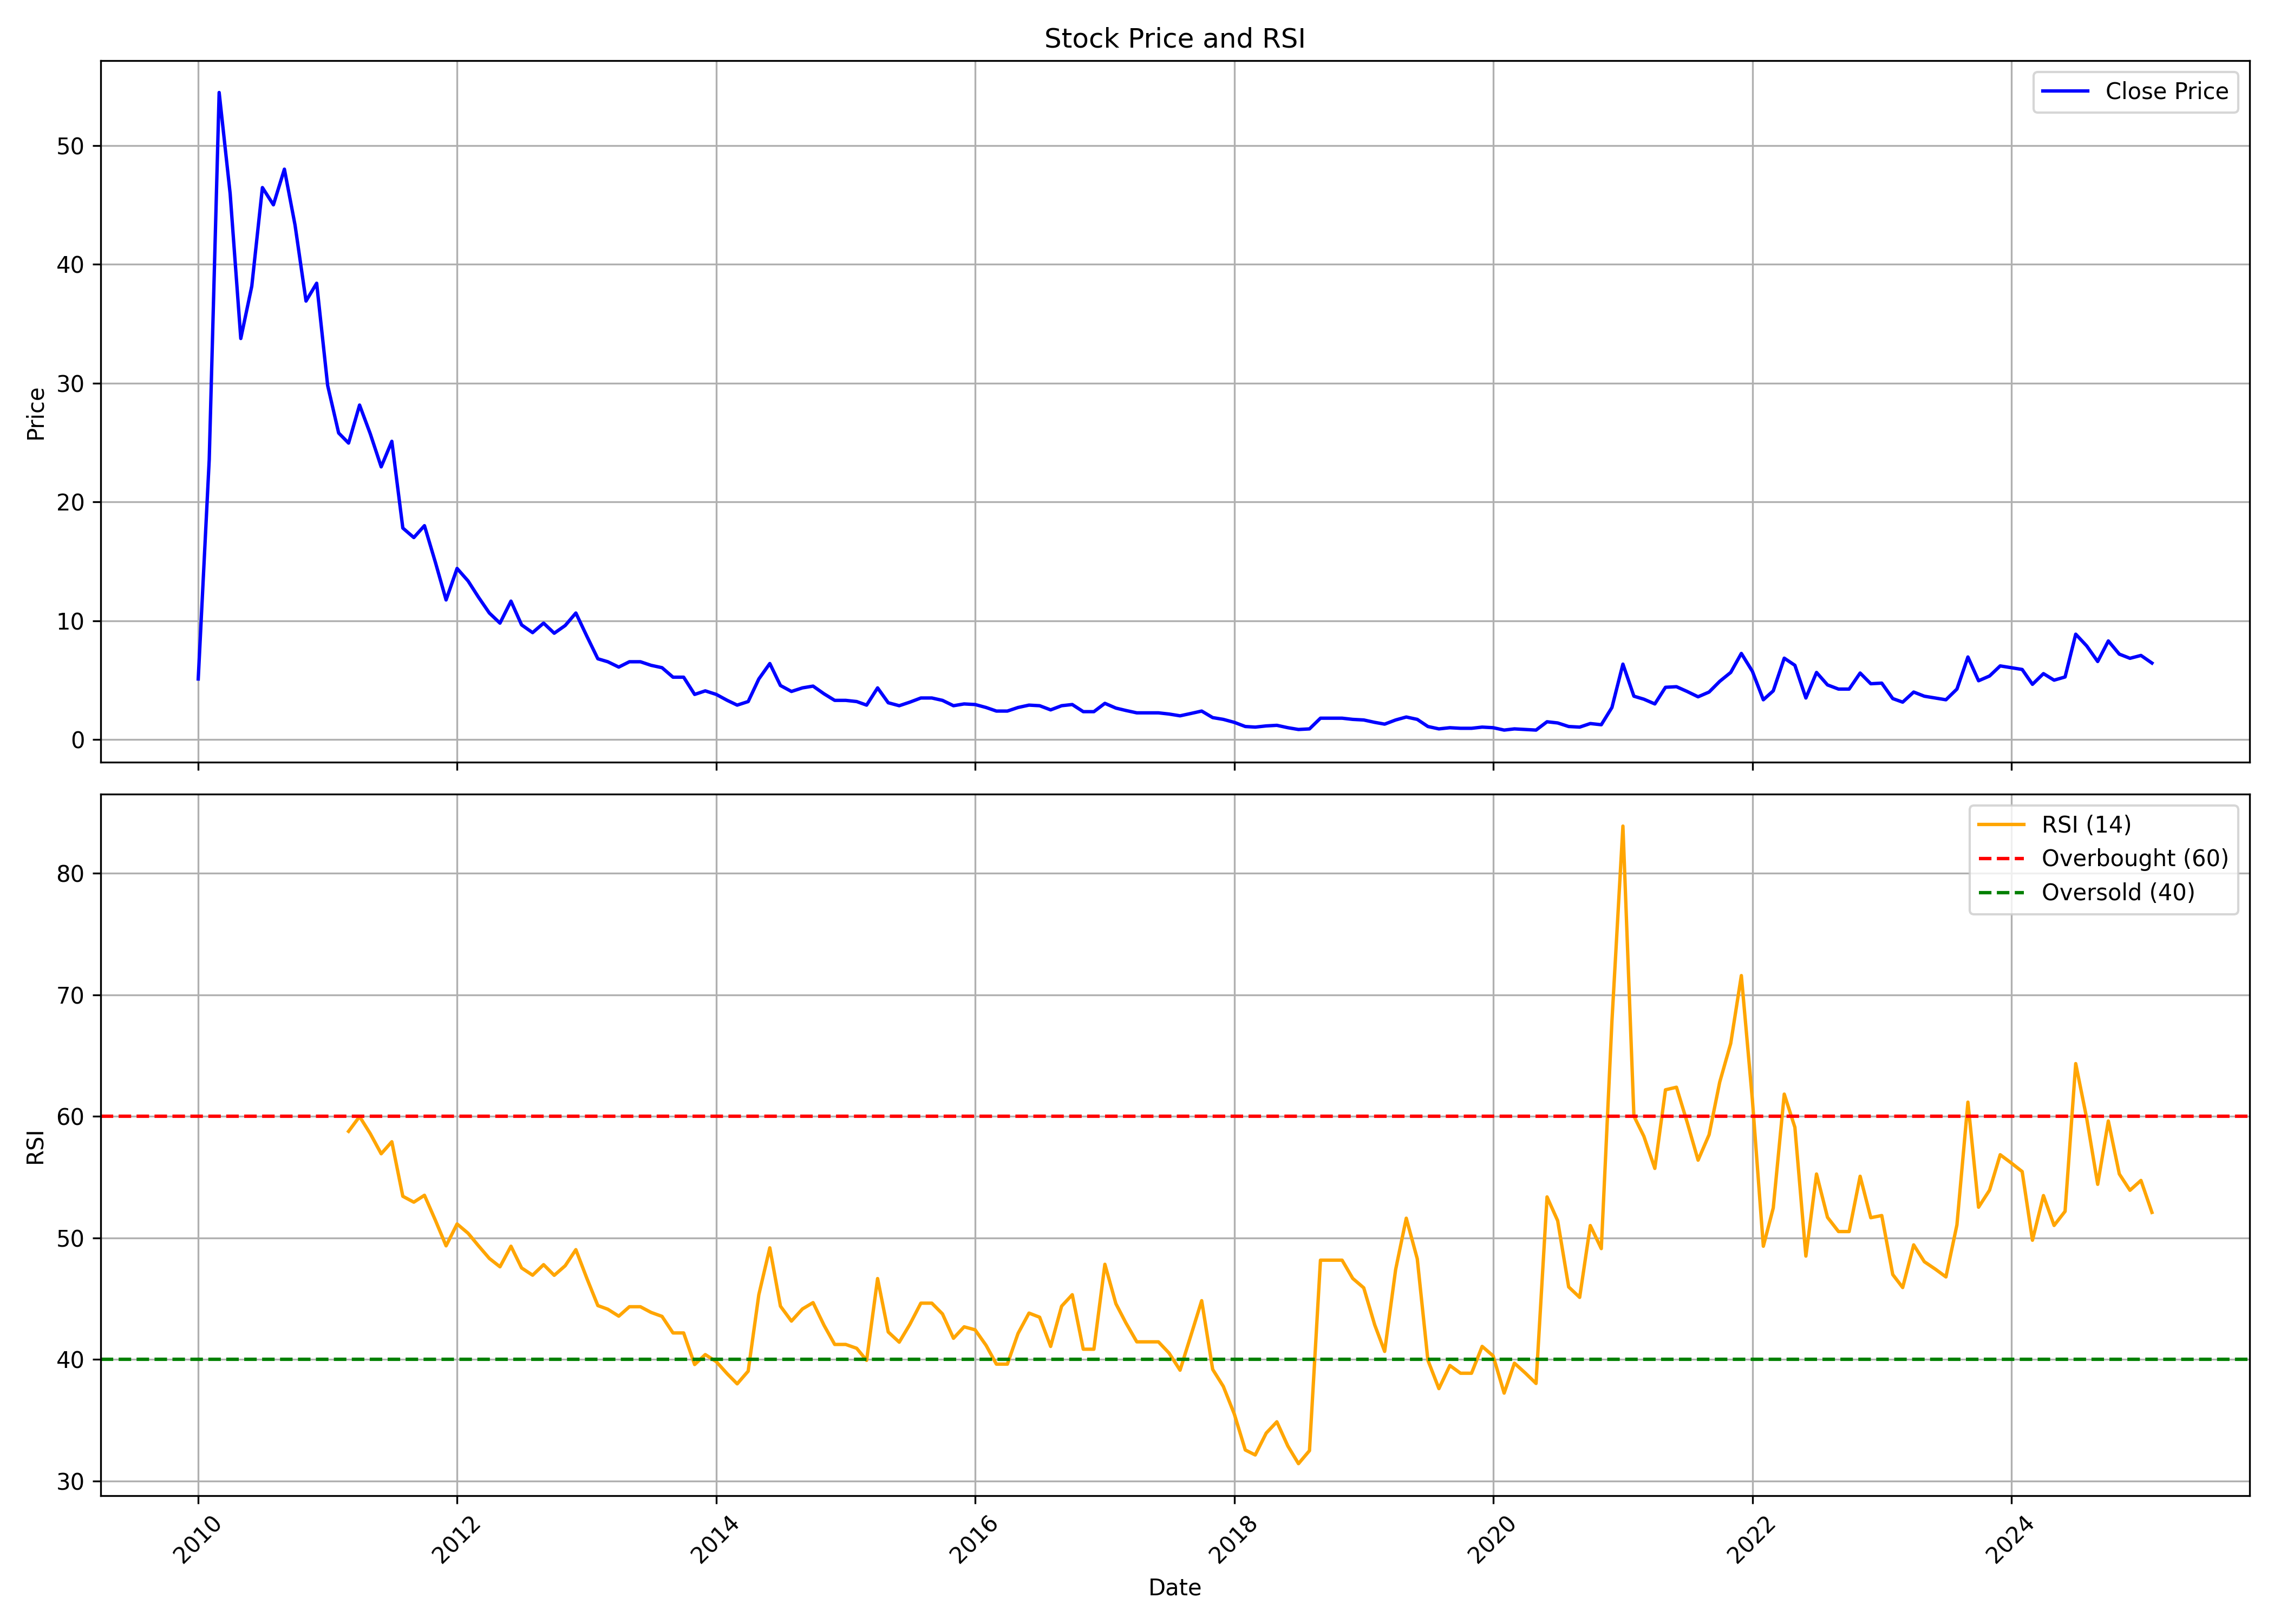 Stock Price and RSI
Close Price
Price
50
40
30
20
10
0
RSI (14)
Overbought (60)
Oversold (40)
RSI
80
70
60
50
40
30
2010
2012
2014
2016
2018
2020
2022
2024
Date